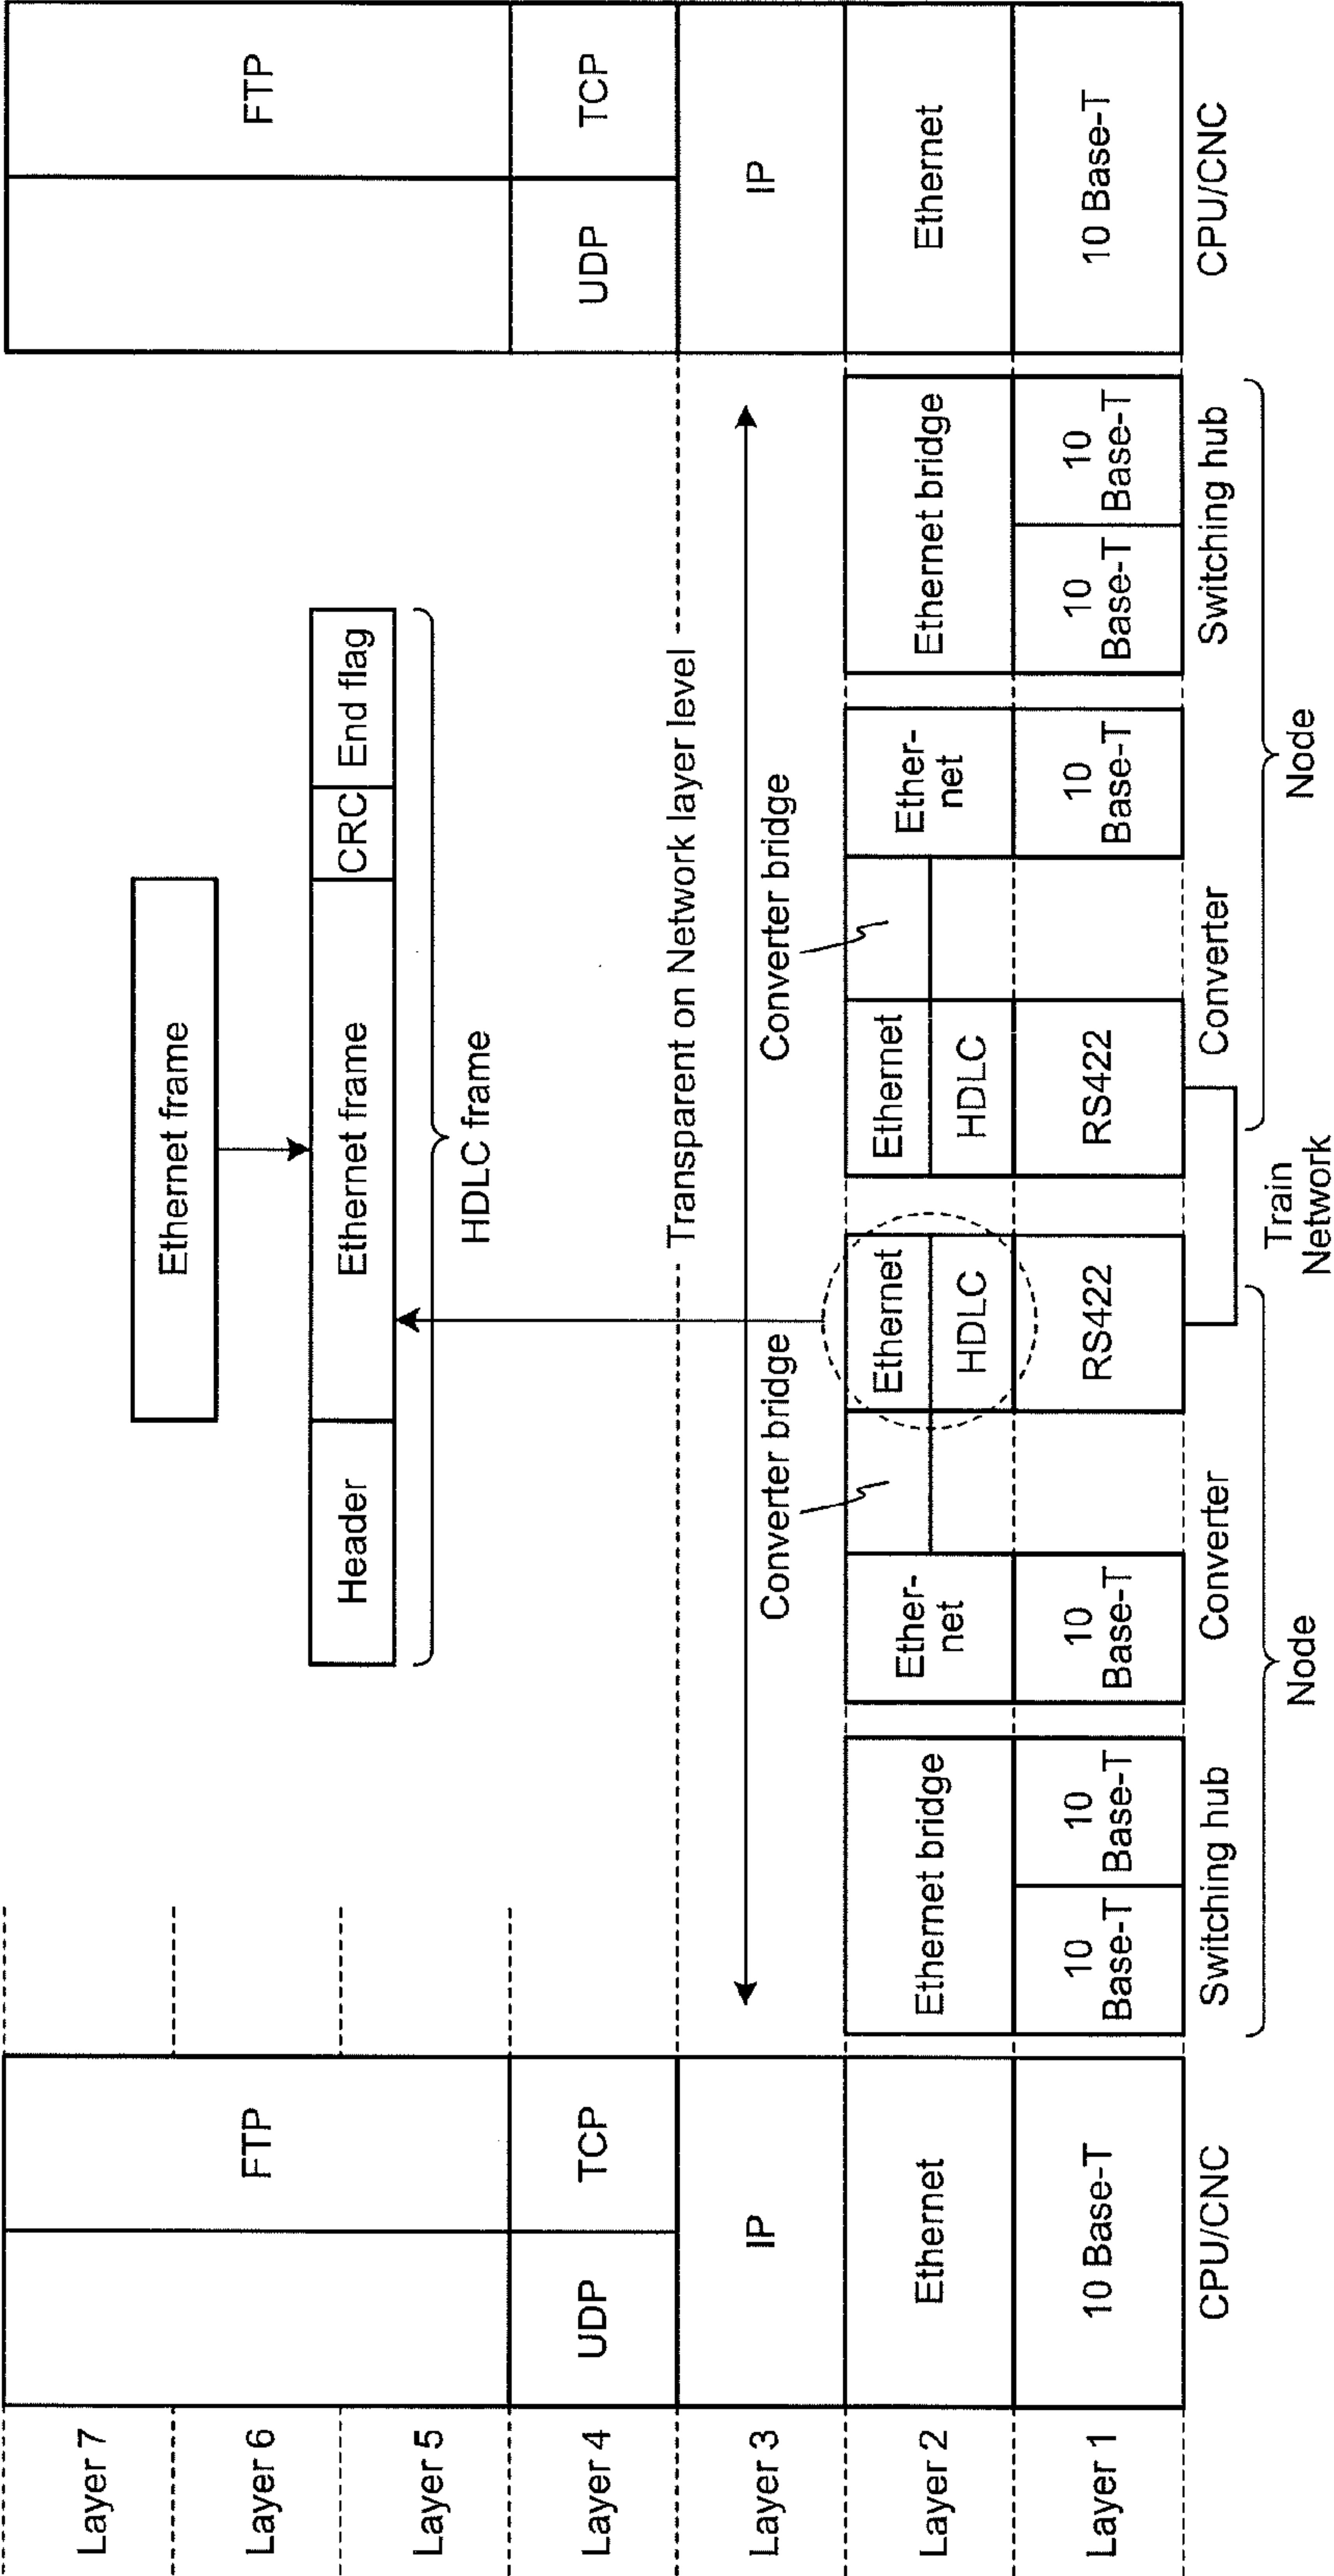 Layer 7
Layer 6
Layer 5
Layer 4
Layer 3
Layer 2
Layer 1
FTP
UDP
TCP
IP
Ethernet
10 Base-T
CPU/CNC
Ethernet frame
Header
Ethernet frame
CRC
End flag
HDLC frame
Transparent on Network layer level
Converter bridge
Converter bridge
Ethernet bridge
10
Base-T
10
Base-T
Switching hub
Ether-
net
10
Base-T
Converter
Ethernet
HDLC
RS422
Node
Train
Network
Ethernet
HDLC
RS422
Converter
Ether-
net
10
Base-T
Ethernet bridge
10
Base-T
10
Base-T
Switching hub
Node
FTP
UDP
TCP
IP
Ethernet
10 Base-T
CPU/CNC